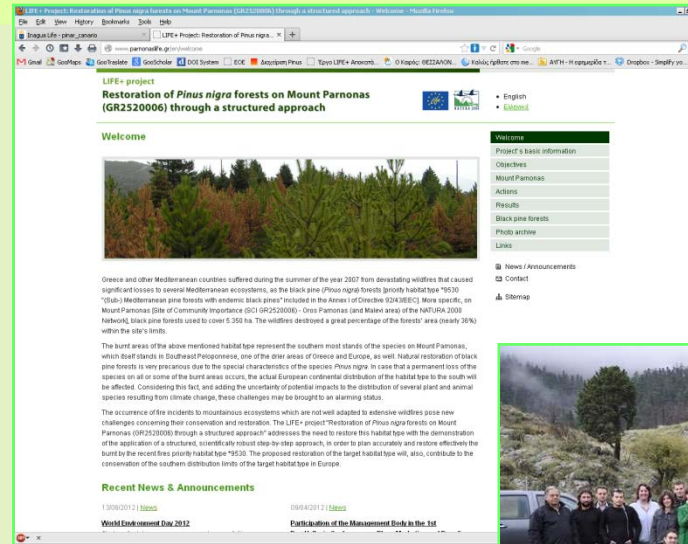 LIFE+ Project: Restoration of Pinus nigra forests on Mount Parnonas (GR2520006) through a structured approach - Welcome - Mozilla Firefox
File Edit View History Bookmarks Tools Help
Inagua Life - pinar_canario
LIFE+ Project: Restoration of Pinus nigra...
www.parnonaslife.gr/en/welcome
Google
Gmail GooMaps GooTranslate GooScholar DOI System EOE
LIFE+ project
Restoration of Pinus nigra forests on Mount Parnonas
(GR2520006) through a structured approach
English
Ελληνικά
Welcome
Greece and other Mediterranean countries suffered during the summer of the year 2007 from devastating wildfires that caused
significant losses to several Mediterranean ecosystems, as the black pine (Pinus nigra) forests [priority habitat type *9530
"(Sub-) Mediterranean pine forests with endemic black pines" included in the Annex I of Directive 92/43/EEC]. More specific, on
Mount Parnonas [Site of Community Importance (SCI GR2520006) - Oros Parnonas (and Malevi area) of the NATURA 2000
Network], black pine forests used to cover 5.350 ha. The wildfires destroyed a great percentage of the forests' area (nearly 36%)
within the site's limits.
The burnt areas of the above mentioned habitat type represent the southern most stands of the species on Mount Parnonas,
which itself stands in Southeast Peloponnese, one of the drier areas of Greece and Europe, as well. Natural restoration of black
pine forests is very precarious due to the special characteristics of the species Pinus nigra. In case that a permanent loss of the
species on all or some of the burnt areas occurs, the actual European continental distribution of the habitat type to the south will
be affected. Considering this fact, and adding the uncertainty of potential impacts to the distribution of several plant and animal
species resulting from climate change, these challenges may be brought to an alarming status.
The occurrence of fire incidents to mountainous ecosystems which are not well adapted to extensive wildfires pose new
challenges concerning their conservation and restoration. The LIFE+ project "Restoration of Pinus nigra forests on Mount
Parnonas (GR2520006) through a structured approach" addresses the need to restore this habitat with the demonstration
of the application of a structured, scientifically robust step-by-step approach, in order to plan accurately and restore effectively the
burnt by the recent fires priority habitat type *9530. The proposed restoration of the target habitat type will, also, contribute to the
conservation of the southern distribution limits of the target habitat type in Europe.
Recent News & Announcements
13/06/2012 | News
World Environment Day 2012
09/04/2012 | News
Participation of the Management Body in the 1st
Welcome
Project's basic information
Objectives
Mount Parnonas
Actions
Results
Black pine forests
Photo archive
Links
News / Announcements
Contact
Sitemap